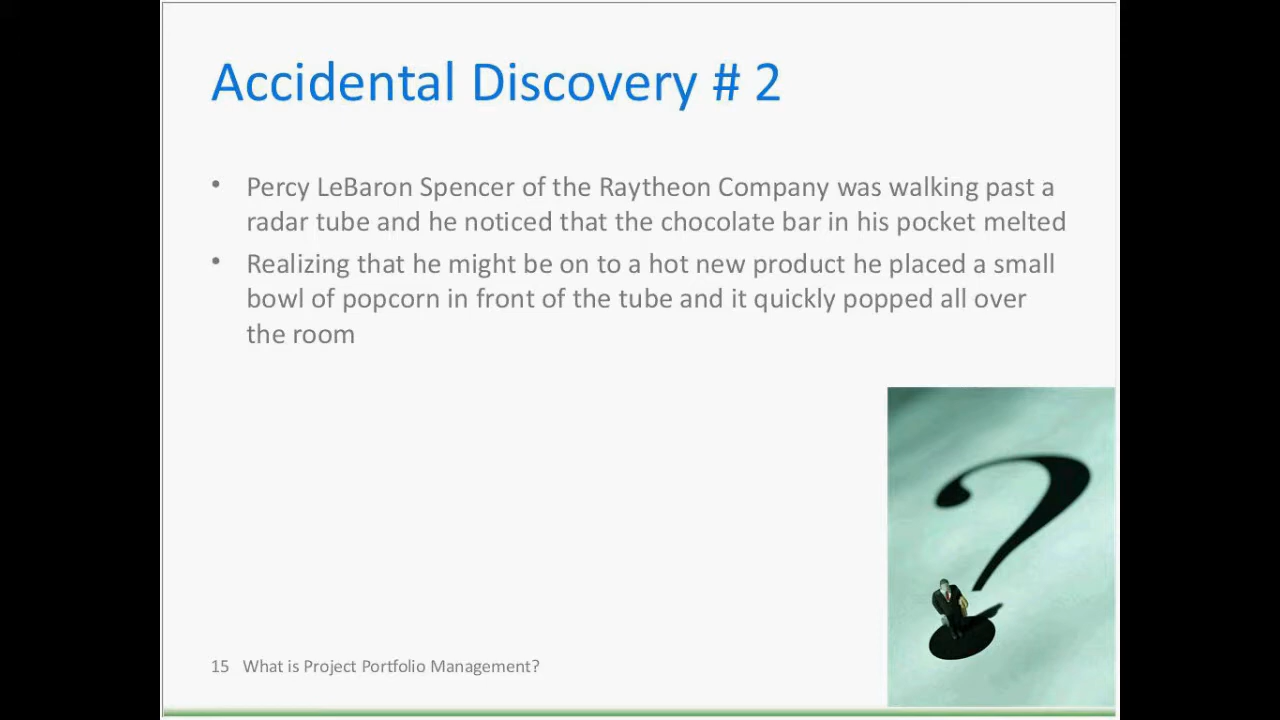 Accidental Discovery # 2
• Percy LeBaron Spencer of the Raytheon Company was walking past a
radar tube and he noticed that the chocolate bar in his pocket melted
• Realizing that he might be on to a hot new product he placed a small
bowl of popcorn in front of the tube and it quickly popped all over
the room
?
15 What is Project Portfolio Management?